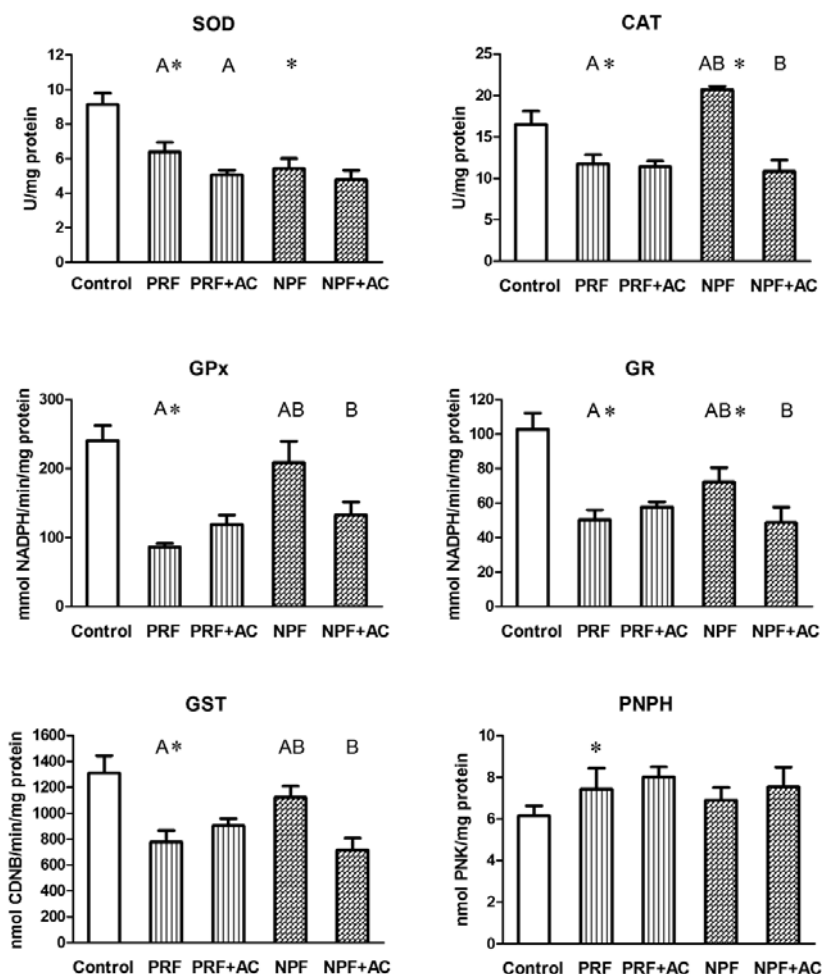 SOD
U/mg protein
12
10
8
6
4
2
0
A* A *
Control PRF PRF+AC NPF NPF+AC
CAT
U/mg protein
25
20
15
10
5
0
A * AB * B
Control PRF PRF+AC NPF NPF+AC
GPx
mmol NADPH/min/mg protein
300
200
100
0
A* AB B
Control PRF PRF+AC NPF NPF+AC
GR
mmol NADPH/min/mg protein
120
100
80
60
40
20
0
A * AB * B
Control PRF PRF+AC NPF NPF+AC
GST
nmol CDNB/min/mg protein
1600
1400
1200
1000
800
600
400
200
0
A* AB B
Control PRF PRF+AC NPF NPF+AC
PNPH
nmol PNK/mg protein
10
8
6
4
2
0
*
Control PRF PRF+AC NPF NPF+AC